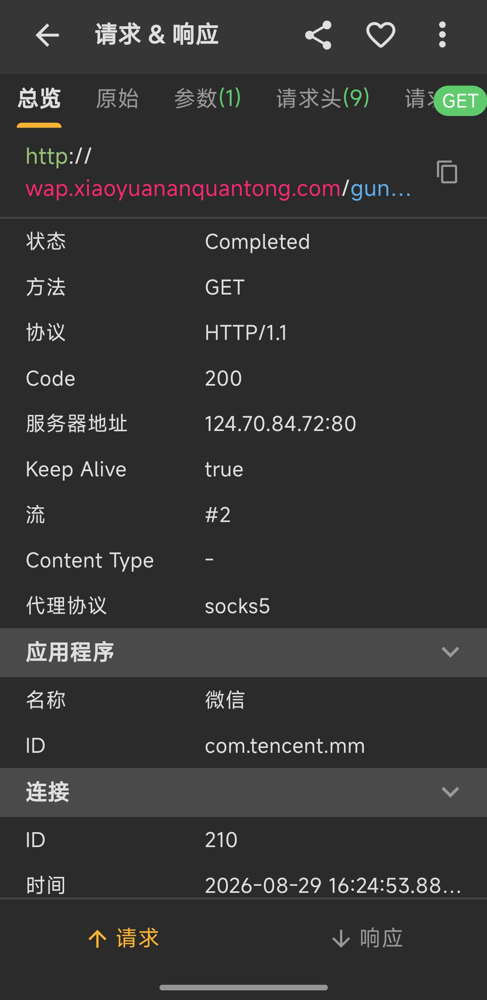 请求 & 响应
总览 原始 参数(1) 请求头(9) 请 GET
http://
wap.xiaoyuananquantong.com/gun...
状态 Completed
方法 GET
协议 HTTP/1.1
Code 200
服务器地址 124.70.84.72:80
Keep Alive true
流 #2
Content Type -
代理协议 socks5
应用程序
名称 微信
ID com.tencent.mm
连接
ID 210
时间 2026-08-29 16:24:53.88...
请求 响应